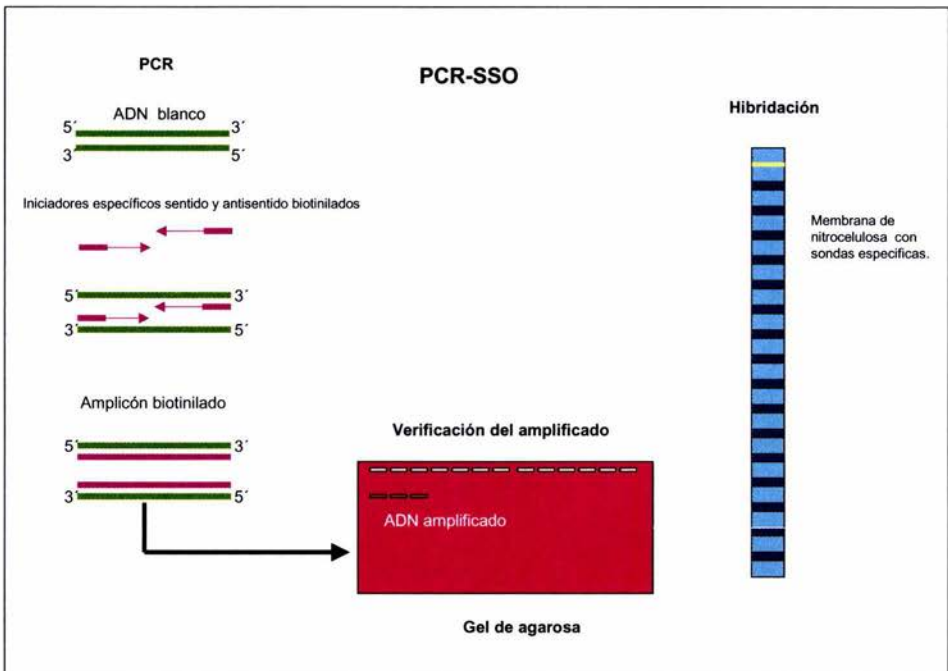 PCR-SSO
PCR
ADN blanco
5´ 3´
3´ 5´
Iniciadores específicos sentido y antisentido biotinilados
5´ 3´
3´ 5´
Amplicón biotinilado
5´ 3´
3´ 5´
Verificación del amplificado
ADN amplificado
Gel de agarosa
Hibridación
Membrana de
nitrocelulosa con
sondas especificas.